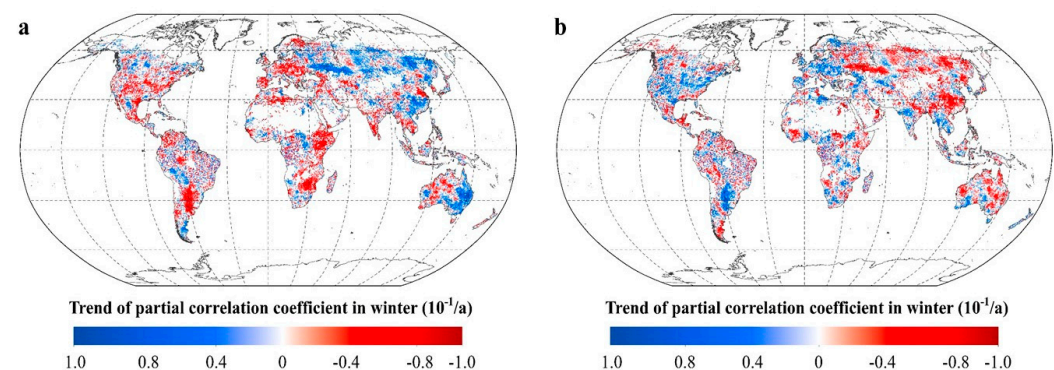 a
b
Trend of partial correlation coefficient in winter (10⁻¹/a)
1.0 0.8 0.4 0 -0.4 -0.8 -1.0
Trend of partial correlation coefficient in winter (10⁻¹/a)
1.0 0.8 0.4 0 -0.4 -0.8 -1.0